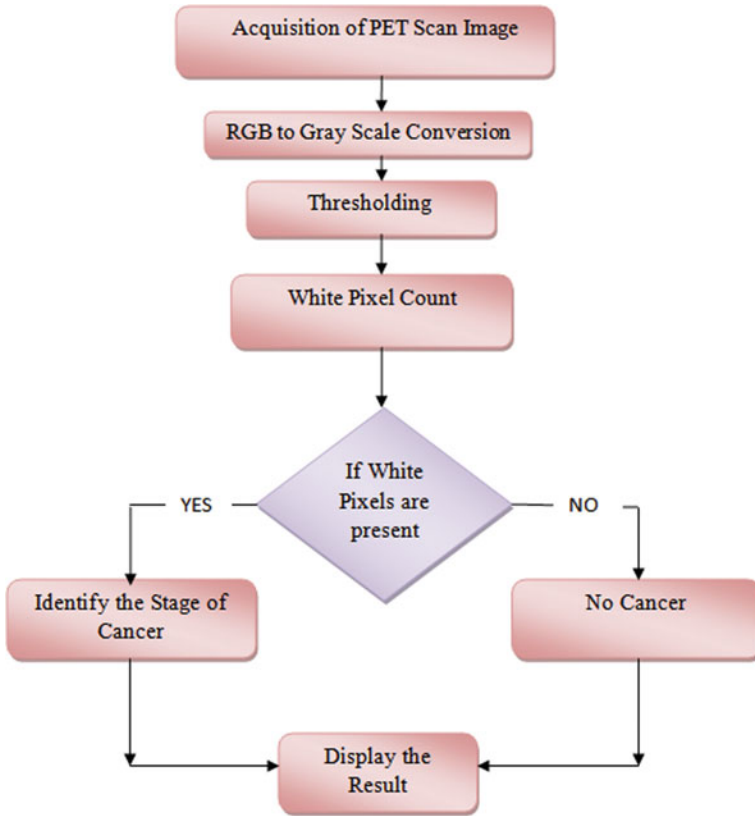 Acquisition of PET Scan Image
RGB to Gray Scale Conversion
Thresholding
White Pixel Count
If White
Pixels are
present
YES
NO
Identify the Stage of
Cancer
No Cancer
Display the
Result